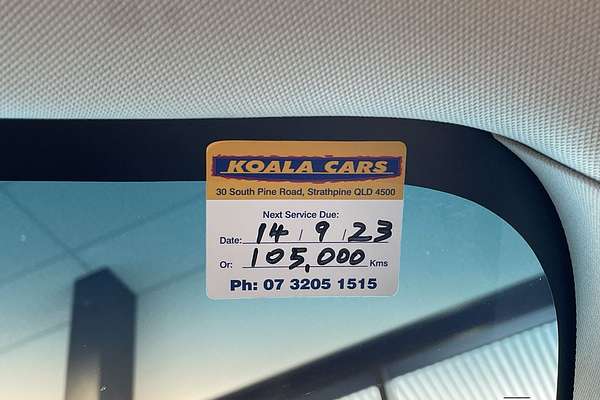 KOALA CARS
30 South Pine Road, Strathpine QLD 4500
Next Service Due:
Date: 14 / 9 / 23
Or: 105,000 Kms
Ph: 07 3205 1515